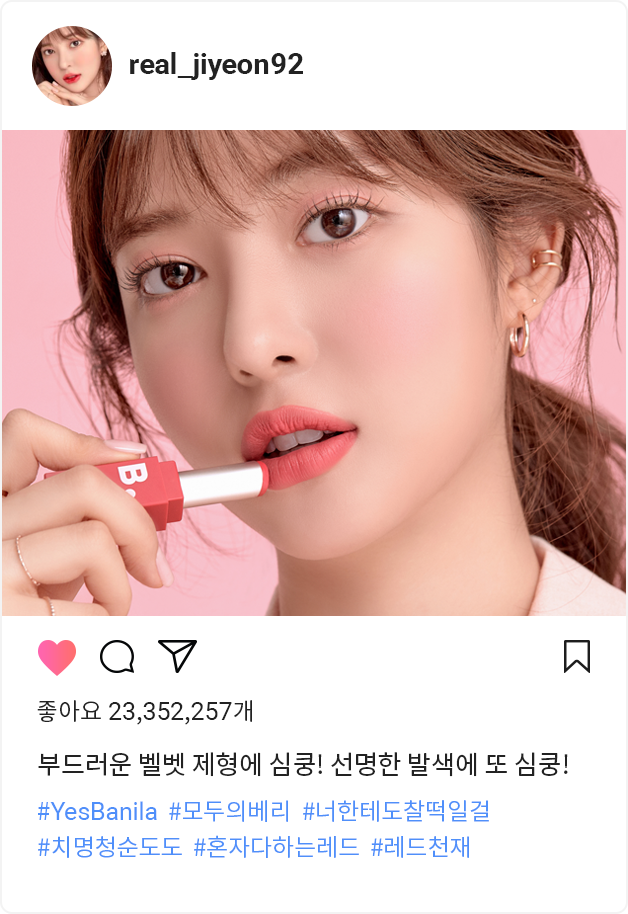 real_jiyeon92
B
좋아요 23,352,257개
부드러운 벨벳 제형에 심쿵! 선명한 발색에 또 심쿵!
#YesBanila #모두의베리 #너한테도찰떡일걸
#치명청순도도 #혼자다하는레드 #레드천재